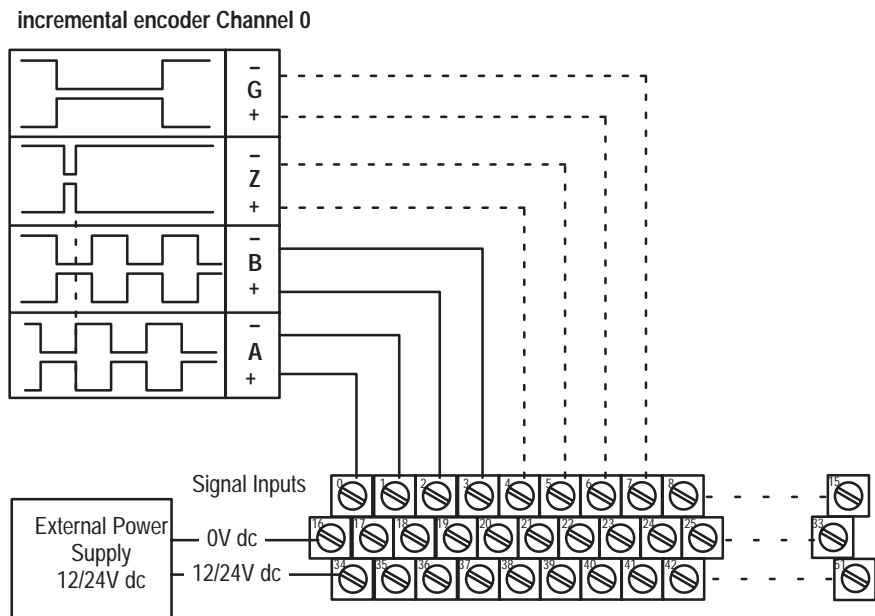 incremental encoder Channel 0
–
G
+
–
Z
+
–
B
+
–
A
+
Signal Inputs
0 1 2 3 4 5 6 7 8 15
External Power
Supply
12/24V dc
0V dc
16 17 18 19 20 21 22 23 24 25 33
12/24V dc
34 35 36 37 38 39 40 41 42 51